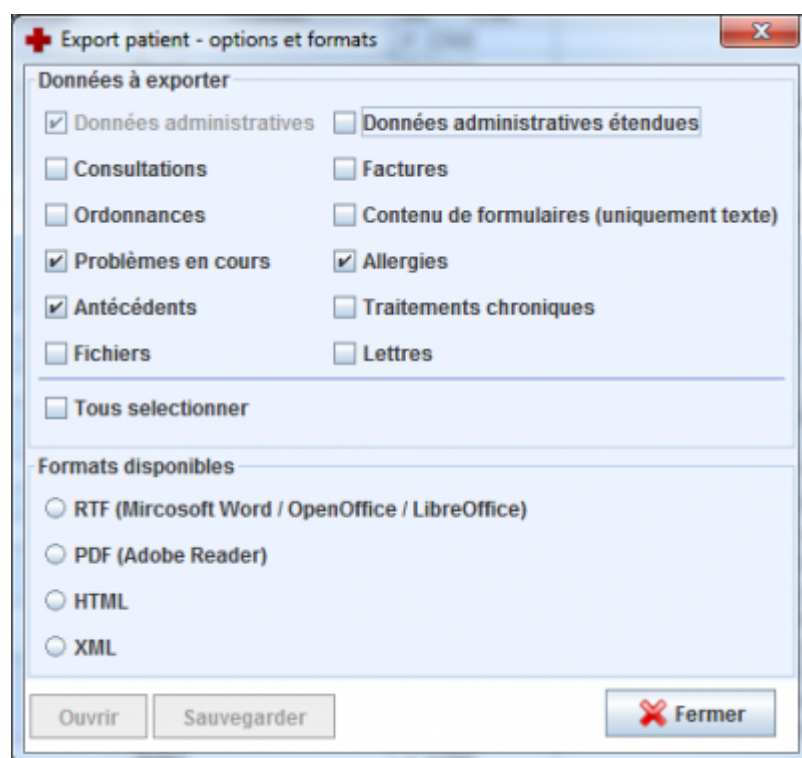 Export patient - options et formats
Données à exporter
Données administratives Données administratives étendues
Consultations Factures
Ordonnances Contenu de formulaires (uniquement texte)
Problèmes en cours Allergies
Antécédents Traitements chroniques
Fichiers Lettres
Tous selectionner
Formats disponibles
RTF (Mircosoft Word / OpenOffice / LibreOffice)
PDF (Adobe Reader)
HTML
XML
Ouvrir Sauvegarder Fermer